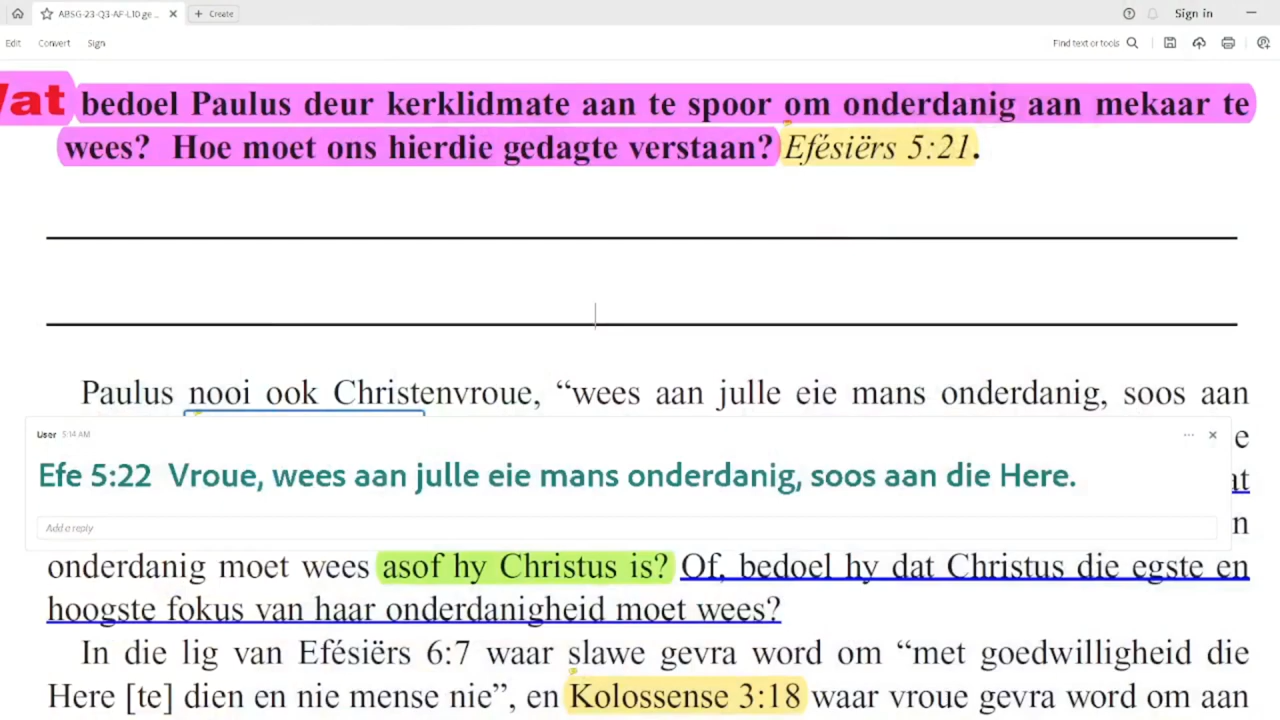 ABSG-23-Q3-AF-L10 ge ...
Create
Sign in
Edit Convert Sign
Find text or tools
bedoel Paulus deur kerklidmate aan te spoor om onderdanig aan mekaar te
wees? Hoe moet ons hierdie gedagte verstaan? Efésiërs 5:21.
Paulus nooi ook Christenvroue, “wees aan julle eie mans onderdanig, soos aan
e
User 5:14 AM
Efe 5:22 Vroue, wees aan julle eie mans onderdanig, soos aan die Here.
at
Add a reply
n
onderdanig moet wees asof hy Christus is? Of, bedoel hy dat Christus die egste en
hoogste fokus van haar onderdanigheid moet wees?
In die lig van Efésiërs 6:7 waar slawe gevra word om “met goedwilligheid die
Here [te] dien en nie mense nie”, en Kolossense 3:18 waar vroue gevra word om aan